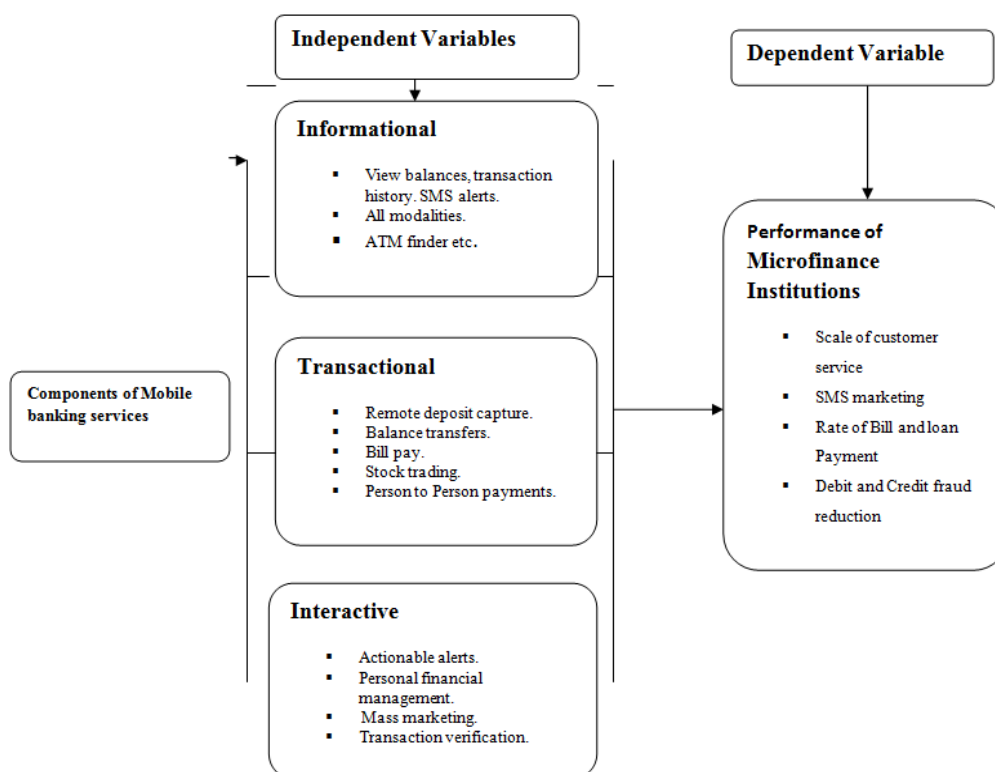 Independent Variables
Dependent Variable
Informational
▪ View balances, transaction
history. SMS alerts.
▪ All modalities.
▪ ATM finder etc.
Performance of
Microfinance
Institutions
▪ Scale of customer
service
▪ SMS marketing
▪ Rate of Bill and loan
Payment
▪ Debit and Credit fraud
reduction
Transactional
▪ Remote deposit capture.
▪ Balance transfers.
▪ Bill pay.
▪ Stock trading.
▪ Person to Person payments.
Components of Mobile
banking services
Interactive
▪ Actionable alerts.
▪ Personal financial
management.
▪ Mass marketing.
▪ Transaction verification.